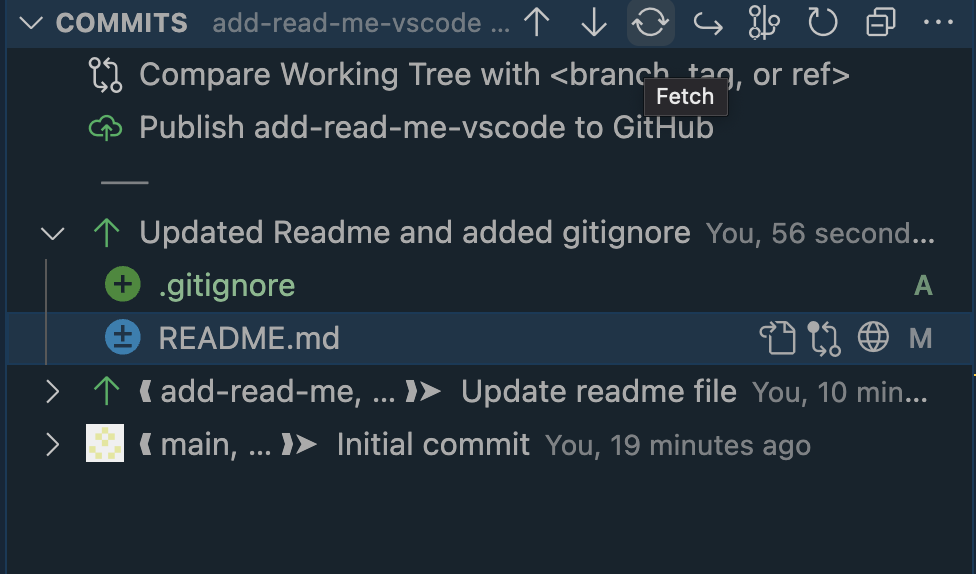 COMMITS add-read-me-vscode ...
Compare Working Tree with <branch, tag, or ref>
Fetch
Publish add-read-me-vscode to GitHub
Updated Readme and added gitignore You, 56 second...
.gitignore A
README.md M
add-read-me, ... Update readme file You, 10 min...
main, ... Initial commit You, 19 minutes ago